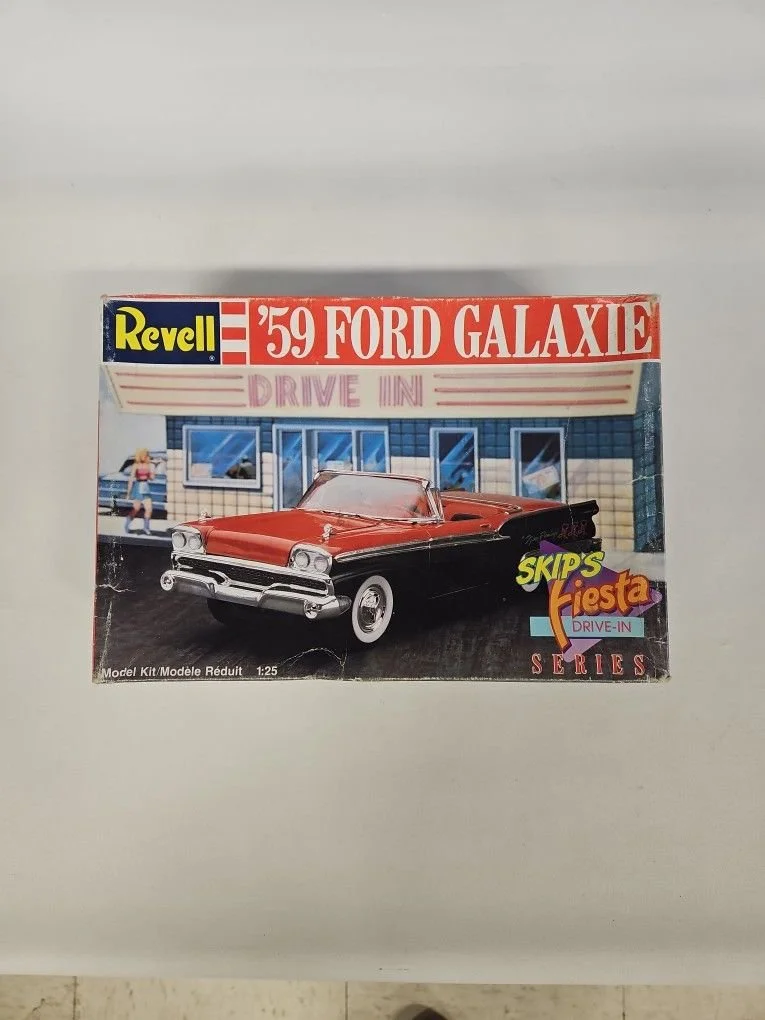 Revell®
'59 FORD GALAXIE
DRIVE IN
SKIP'S
Fiesta
DRIVE-IN
SERIES
Model Kit/Modèle Réduit 1:25